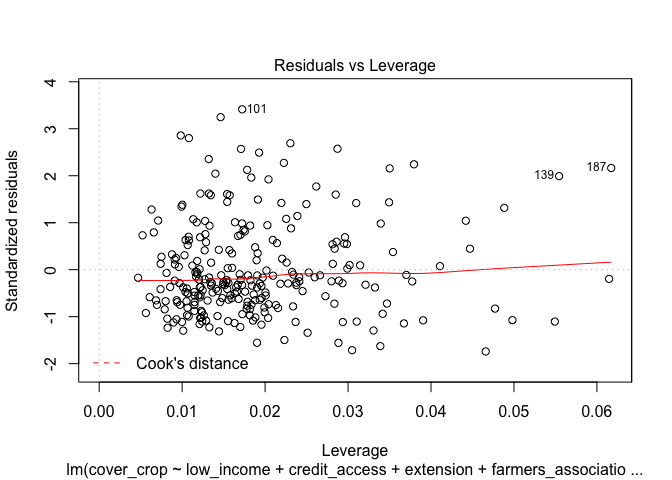 Residuals vs Leverage
Standardized residuals
4
3
2
1
0
-1
-2
101
139
187
Cook's distance
0.00 0.01 0.02 0.03 0.04 0.05 0.06
Leverage
lm(cover_crop ~ low_income + credit_access + extension + farmers_associatio ...